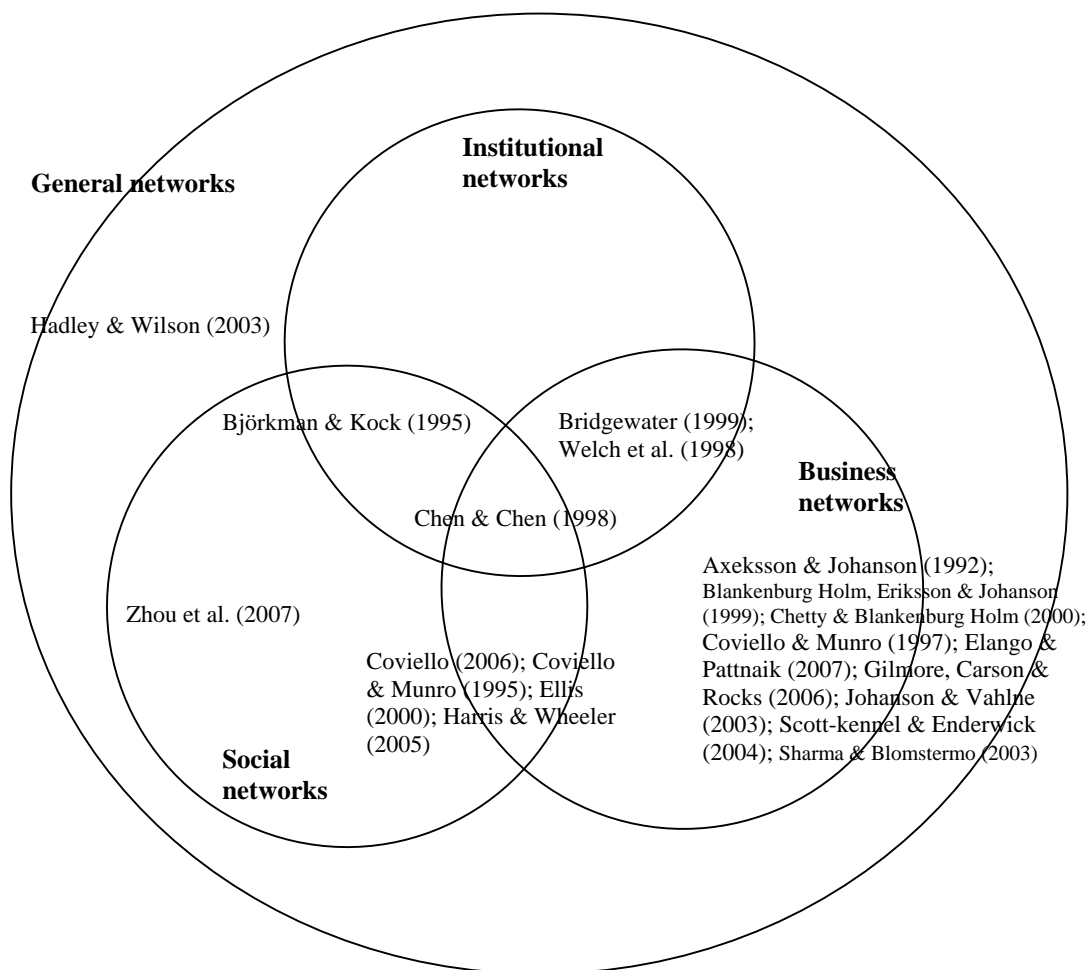 Institutional
networks
General networks
Hadley & Wilson (2003)
Björkman & Kock (1995)
Bridgewater (1999);
Welch et al. (1998)
Business
networks
Chen & Chen (1998)
Axeksson & Johanson (1992);
Blankenburg Holm, Eriksson & Johanson
(1999); Chetty & Blankenburg Holm (2000);
Coviello & Munro (1997); Elango &
Pattnaik (2007); Gilmore, Carson &
Rocks (2006); Johanson & Vahlne
(2003); Scott-kennel & Enderwick
(2004); Sharma & Blomstermo (2003)
Zhou et al. (2007)
Coviello (2006); Coviello
& Munro (1995); Ellis
(2000); Harris & Wheeler
(2005)
Social
networks